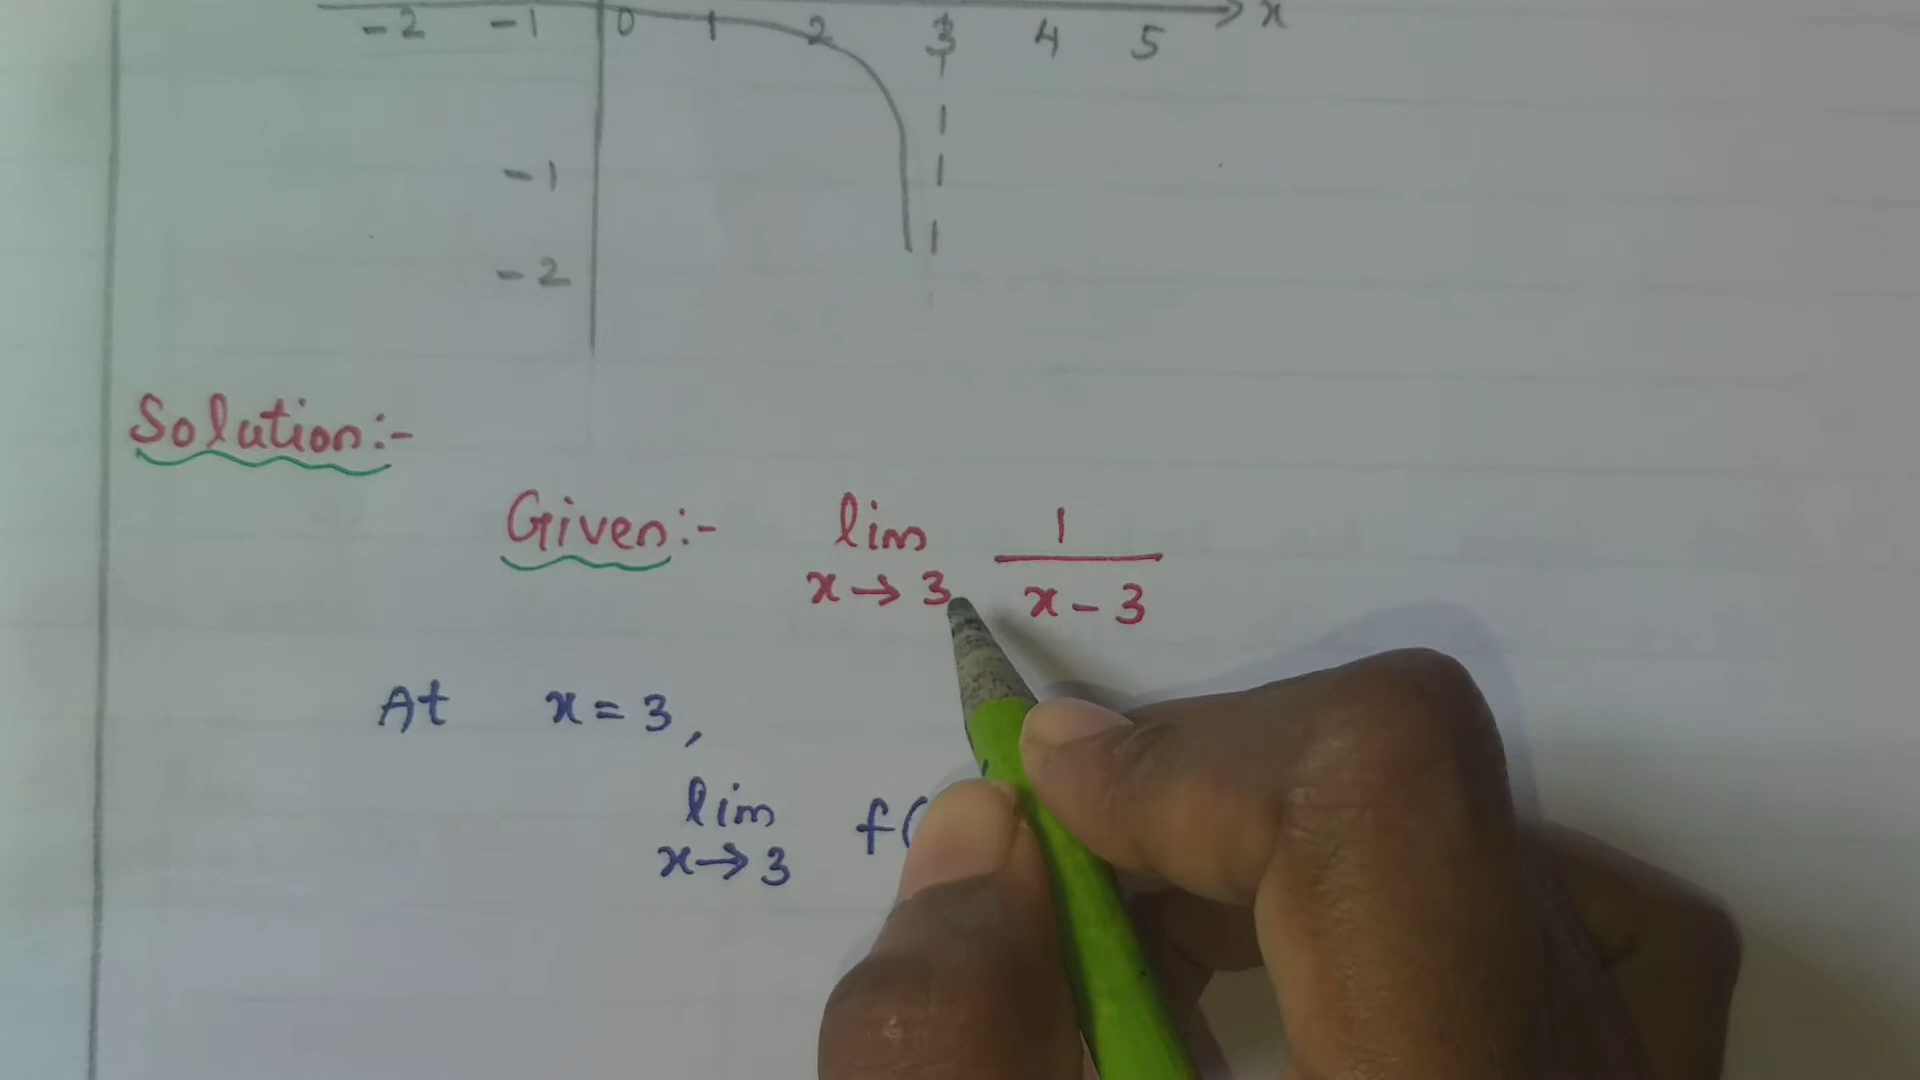 -2 -1 0 1 2 3 4 5 x
-1
-2
Solution:-
Given:- lim x→3 1/(x-3)
At x=3,
lim x→3 f(